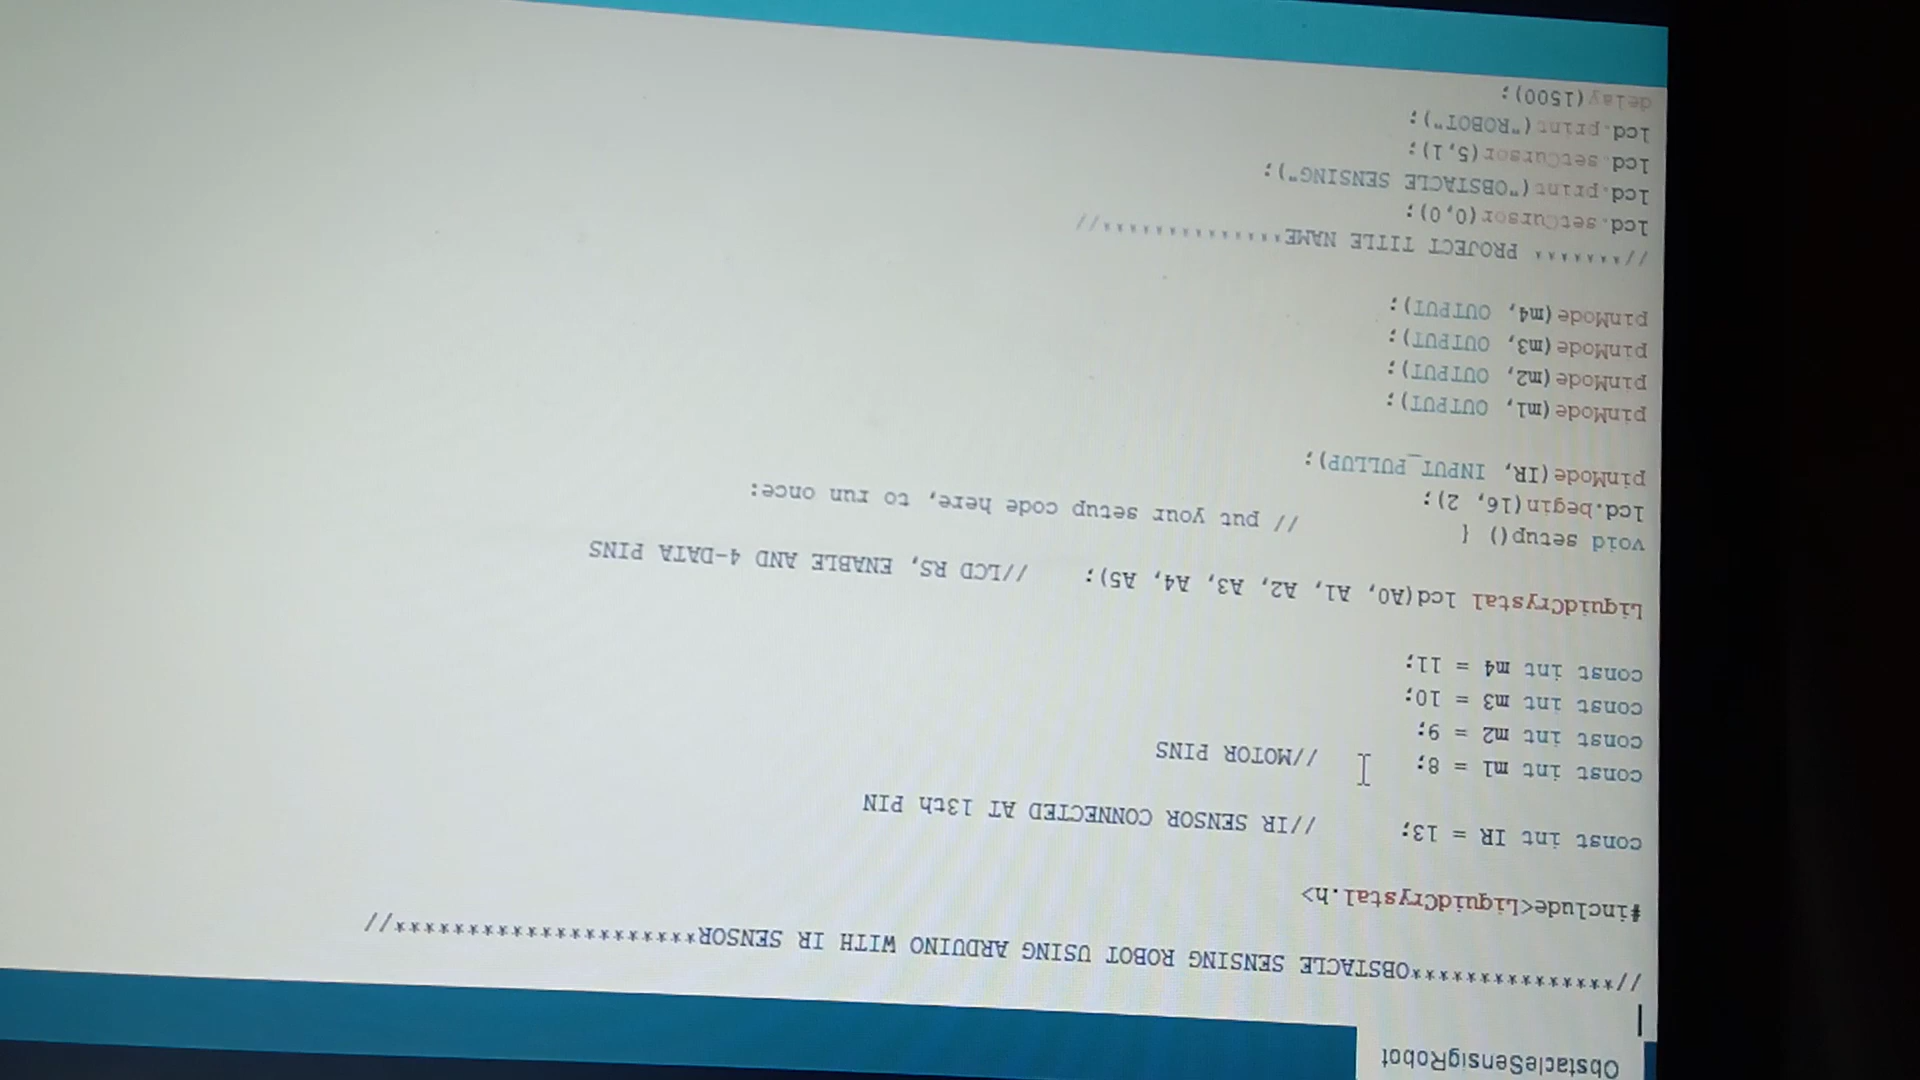 ObstacleSensigRobot
//****************OBSTACLE SENSING ROBOT USING ARDUINO WITH IR SENSOR**********************//
#include<LiquidCrystal.h>
const int IR = 13; //IR SENSOR CONNECTED AT 13th PIN
const int m1 = 8; //MOTOR PINS
const int m2 = 9;
const int m3 = 10;
const int m4 = 11;
LiquidCrystal lcd(A0, A1, A2, A3, A4, A5); //LCD RS, ENABLE AND 4-DATA PINS
void setup() { // put your setup code here, to run once:
lcd.begin(16, 2);
pinMode(IR, INPUT_PULLUP);
pinMode(m1, OUTPUT);
pinMode(m2, OUTPUT);
pinMode(m3, OUTPUT);
pinMode(m4, OUTPUT);
//******* PROJECT TITLE NAME***************//
lcd.setCursor(0,0);
lcd.print("OBSTACLE SENSING");
lcd.setCursor(5,1);
lcd.print("ROBOT");
delay(1500);